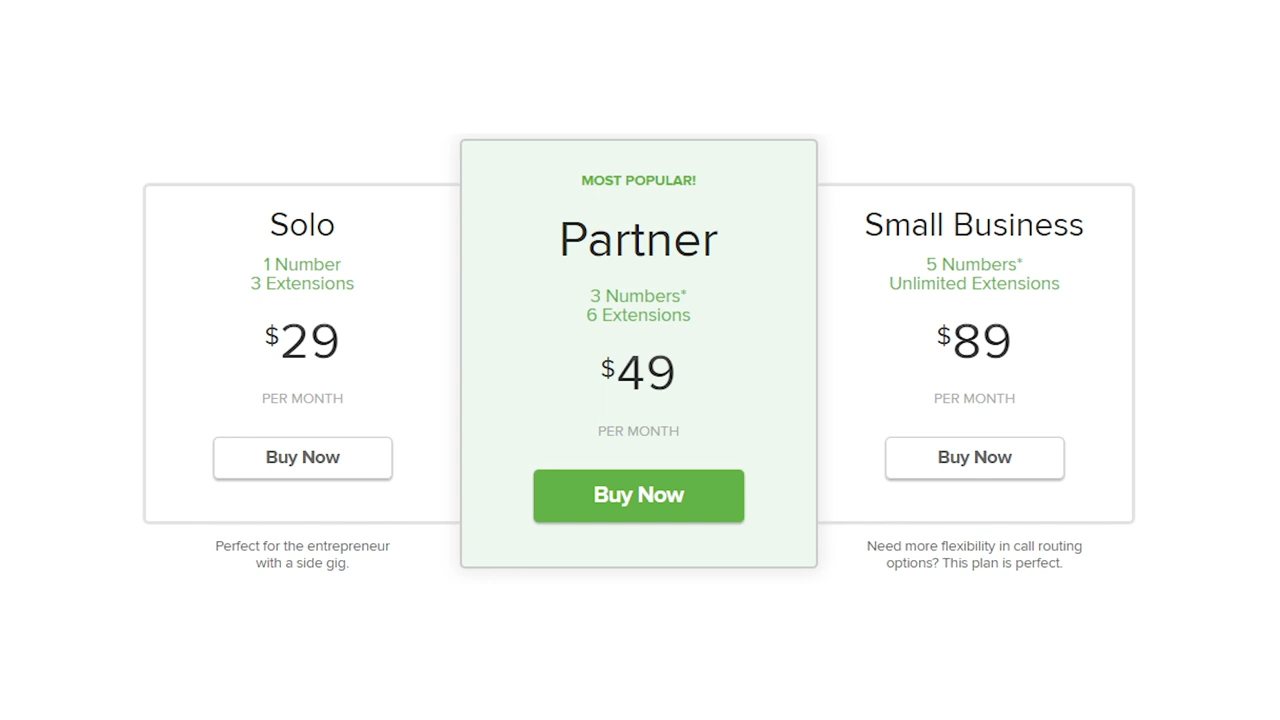 Solo
1 Number
3 Extensions
$29
PER MONTH
Buy Now
Perfect for the entrepreneur
with a side gig.
MOST POPULAR!
Partner
3 Numbers*
6 Extensions
$49
PER MONTH
Buy Now
Small Business
5 Numbers*
Unlimited Extensions
$89
PER MONTH
Buy Now
Need more flexibility in call routing
options? This plan is perfect.